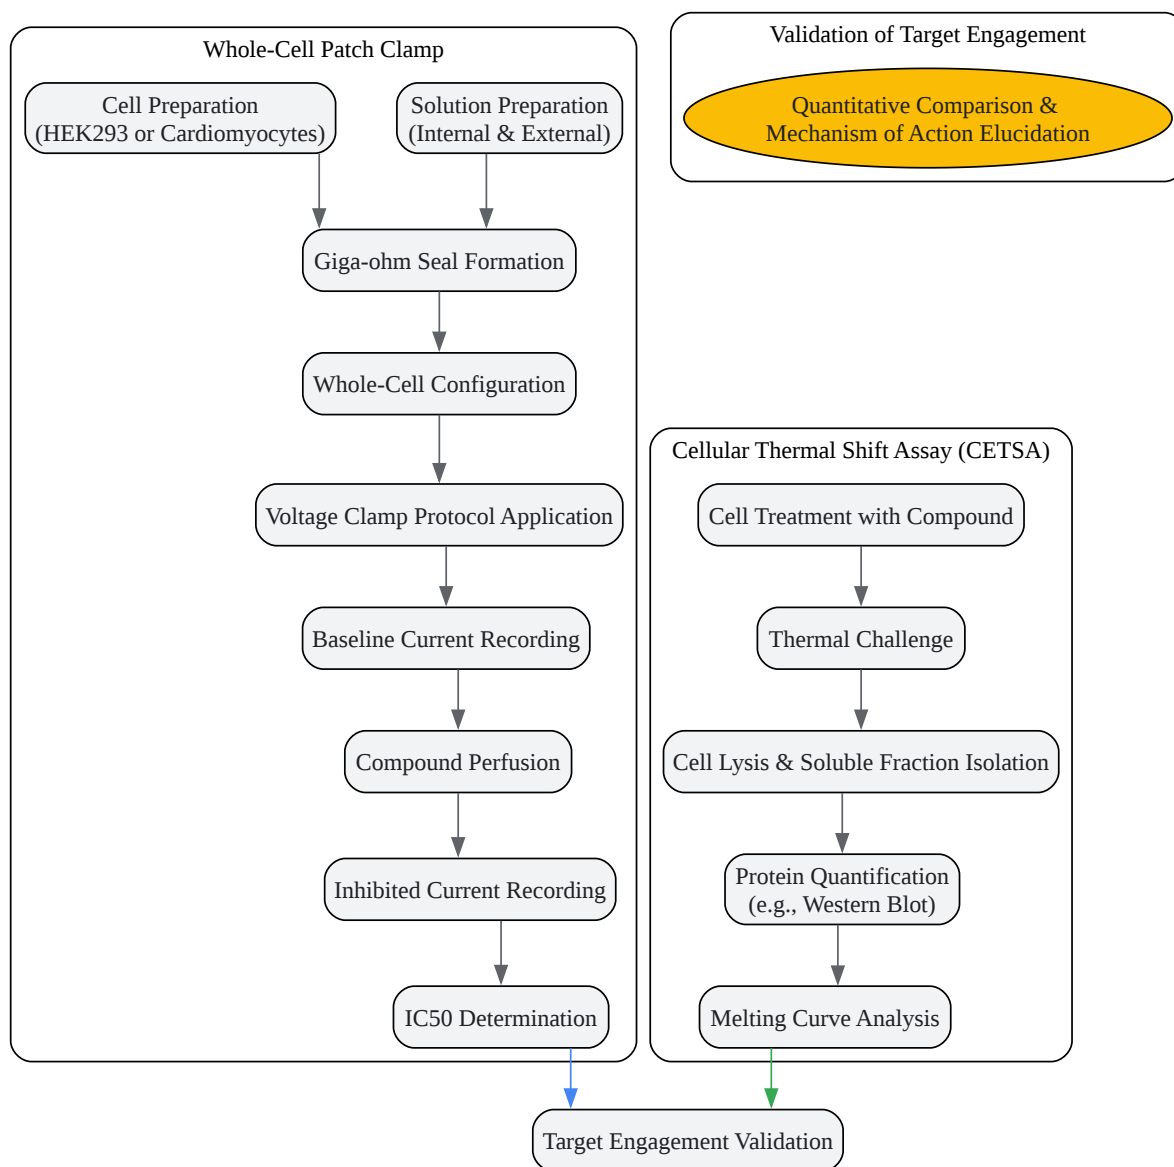 Whole-Cell Patch Clamp
Cell Preparation
(HEK293 or Cardiomyocytes)
Solution Preparation
(Internal & External)
Giga-ohm Seal Formation
Whole-Cell Configuration
Voltage Clamp Protocol Application
Baseline Current Recording
Compound Perfusion
Inhibited Current Recording
IC50 Determination
Validation of Target Engagement
Quantitative Comparison &
Mechanism of Action Elucidation
Cellular Thermal Shift Assay (CETSA)
Cell Treatment with Compound
Thermal Challenge
Cell Lysis & Soluble Fraction Isolation
Protein Quantification
(e.g., Western Blot)
Melting Curve Analysis
Target Engagement Validation